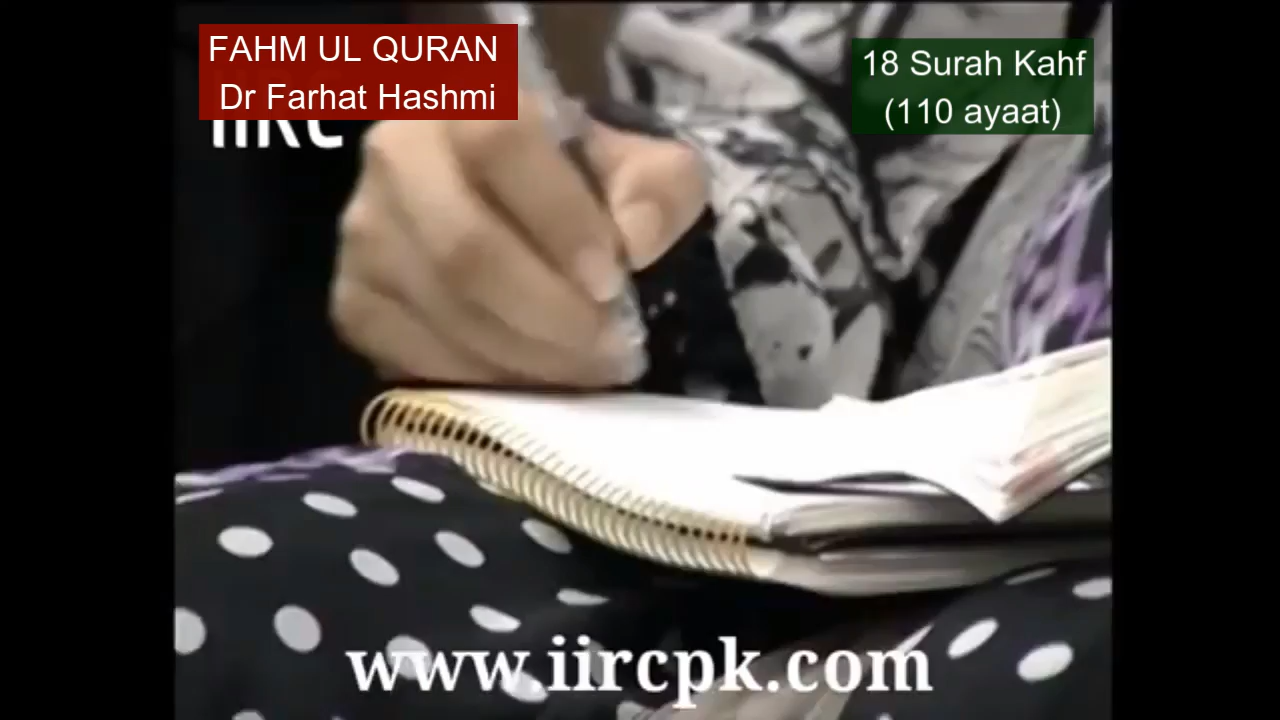 FAHM UL QURAN
Dr Farhat Hashmi
18 Surah Kahf
(110 ayaat)
www.iircpk.com